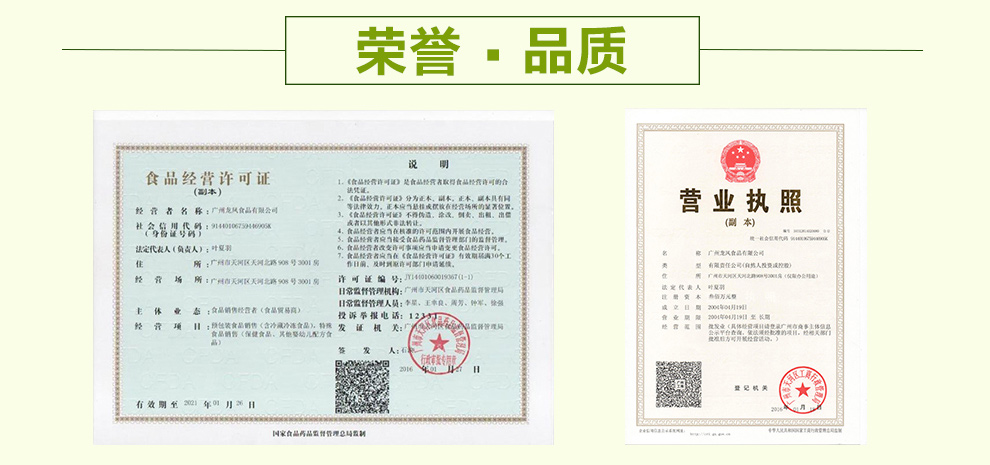 荣誉·品质
食品经营许可证
(副本)
经营者名称：广州龙凤食品有限公司
社会信用代码：
(身份证号码)
91440106759446905K
法定代表人(负责人)：叶夏羽
住所：广州市天河区天河北路908号3001房
经营场所：广州市天河区天河北路908号3001房
主体业态：食品销售经营者（食品贸易商）
经营项目：预包装食品销售（含冷藏冷冻食品），特殊
食品销售（保健食品、其他婴幼儿配方食品）
有效期至 2021年01月26日
说明
1.《食品经营许可证》是食品经营者取得食品经营许可的合
法凭证。
2.《食品经营许可证》分为正本、副本。正本、副本具有同
等法律效力。正本应当悬挂或摆放在经营场所的显著位置。
3.《食品经营许可证》不得伪造、涂改、倒卖、出租、出借
或者以其他形式非法转让。
4.食品经营者应当在核准的许可范围内开展食品经营。
5.食品经营者应当接受食品药品监督管理部门的监督管理。
6.食品经营者改变许可事项应当申请变更食品经营许可。
7.食品经营者应当在《食品经营许可证》有效期届满30个工
作日前，及时到原许可部门申请延续。
许可证编号：JY14401060019367(1-1)
日常监督管理机构：广州市天河区食品药品监督管理局
日常监督管理人员：李星、王单良、周芳、钟军、徐强
投诉举报电话：12331
发证机关：广州市天河区食品药品监督管理局
签发人：
2016年01月27日
行政审批专用章
国家食品药品监督管理总局监制
营业执照
(副本)
统一社会信用代码 91440106759446905K
名称 广州龙凤食品有限公司
类型 有限责任公司(自然人投资或控股)
住所 广州市天河区天河北路908号3001房（仅限办公用途）
法定代表人 叶夏羽
注册资本 叁佰万元整
成立日期 2004年04月19日
营业期限 2004年04月19日 至 长期
经营范围 批发业（具体经营项目请登录广州市商事主体信息
公示平台查询。依法须经批准的项目，经相关部门
批准后方可开展经营活动。）
登记机关